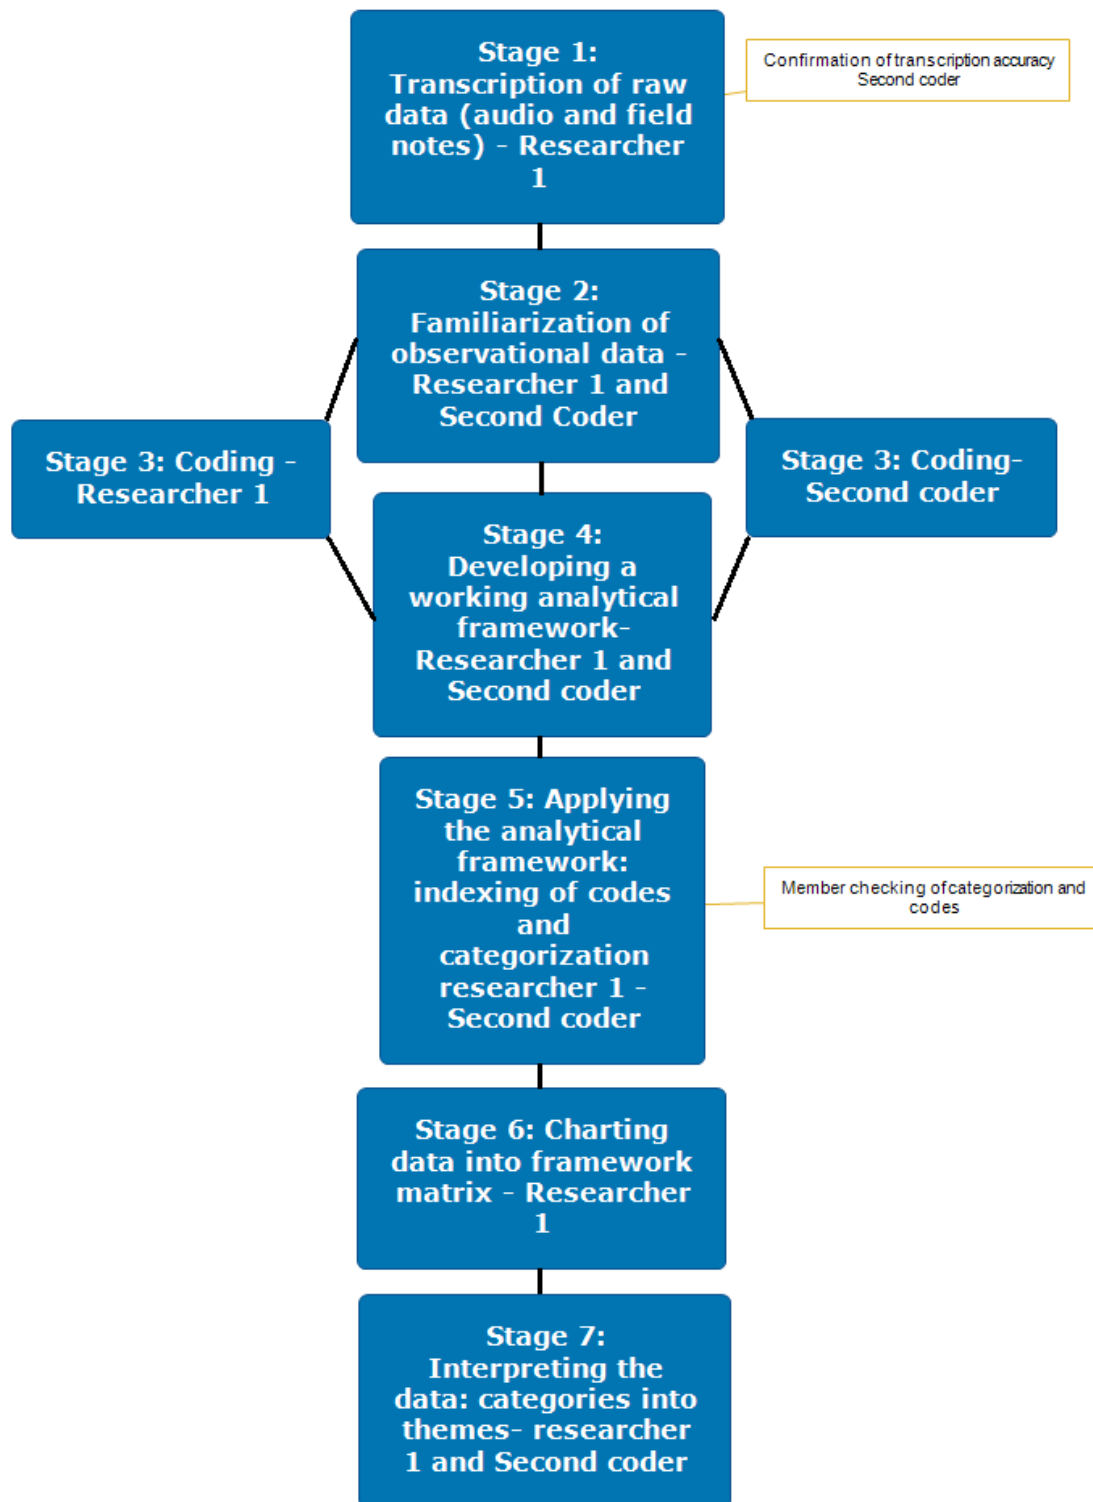 Stage 1:
Transcription of raw
data (audio and field
notes) - Researcher
1
Confirmation of transcription accuracy
Second coder
Stage 2:
Familiarization of
observational data -
Researcher 1 and
Second Coder
Stage 3: Coding -
Researcher 1
Stage 3: Coding-
Second coder
Stage 4:
Developing a
working analytical
framework-
Researcher 1 and
Second coder
Stage 5: Applying
the analytical
framework:
indexing of codes
and
categorization
researcher 1 -
Second coder
Member checking of categorization and
codes
Stage 6: Charting
data into framework
matrix - Researcher
1
Stage 7:
Interpreting the
data: categories into
themes- researcher
1 and Second coder